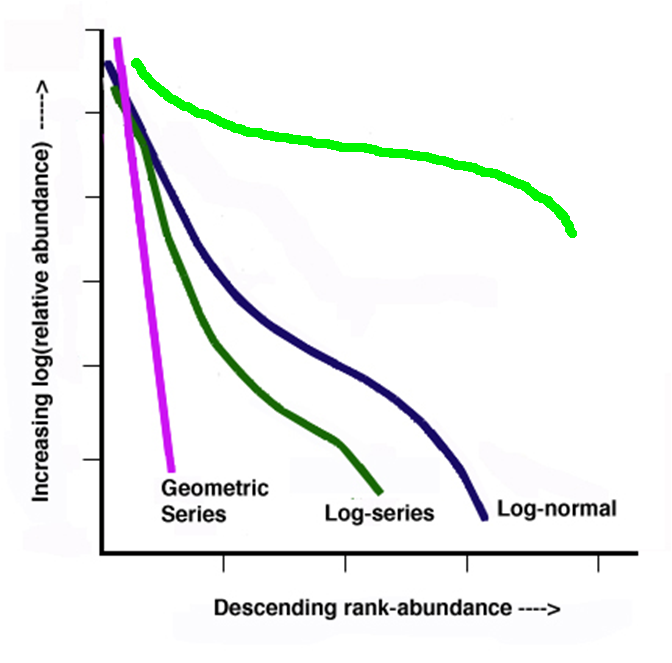 Increasing log(relative abundance) ----->
Geometric
Series
Log-series
Log-normal
Descending rank-abundance ---->